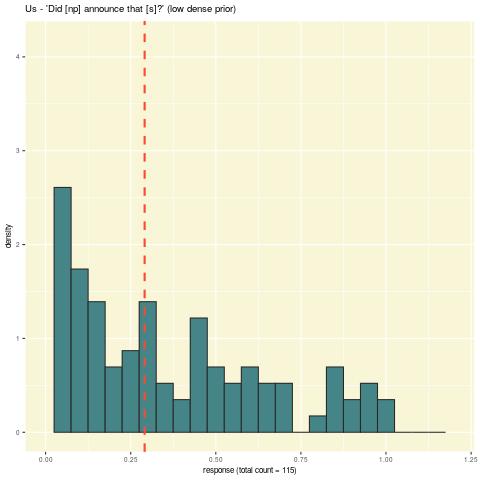 Us - 'Did [np] announce that [s]?' (low dense prior)
4
3
2
1
0
density
0.00 0.25 0.50 0.75 1.00 1.25
response (total count = 115)